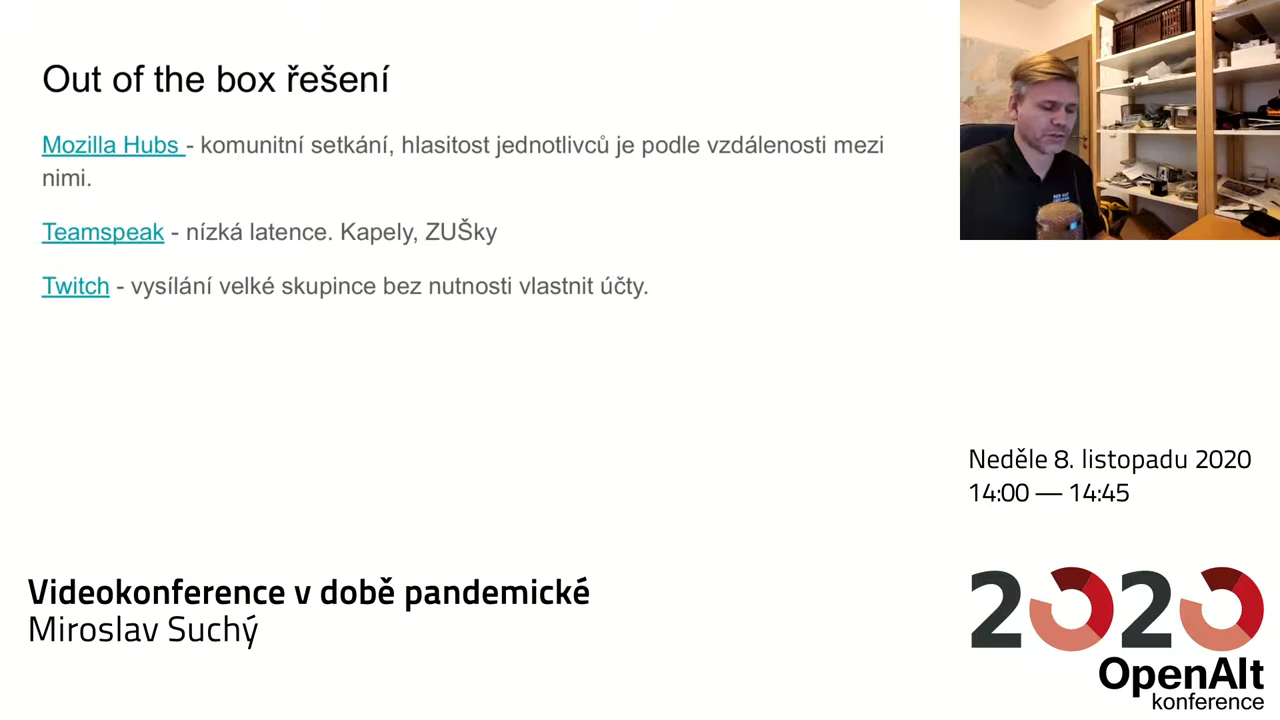 Out of the box řešení
Mozilla Hubs - komunitní setkání, hlasitost jednotlivců je podle vzdálenosti mezi
nimi.
Teamspeak - nízká latence. Kapely, ZUŠky
Twitch - vysílání velké skupince bez nutnosti vlastnit účty.
Neděle 8. listopadu 2020
14:00 — 14:45
Videokonference v době pandemické
Miroslav Suchý
2020
OpenAlt
konference